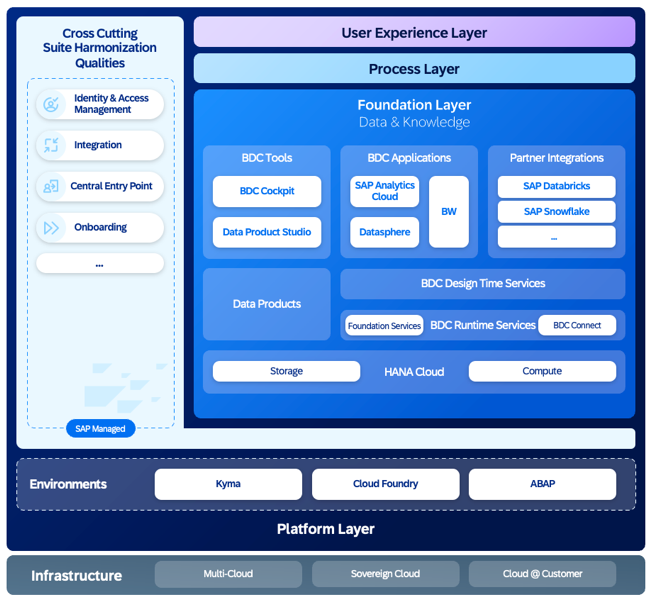 Cross Cutting
Suite Harmonization
Qualities
Identity & Access
Management
Integration
Central Entry Point
Onboarding
...
SAP Managed
User Experience Layer
Process Layer
Foundation Layer
Data & Knowledge
BDC Tools
BDC Cockpit
Data Product Studio
BDC Applications
SAP Analytics
Cloud
Datasphere
BW
Partner Integrations
SAP Databricks
SAP Snowflake
...
Data Products
BDC Design Time Services
Foundation Services
BDC Runtime Services
BDC Connect
Storage
HANA Cloud
Compute
Environments
Kyma
Cloud Foundry
ABAP
Platform Layer
Infrastructure
Multi-Cloud
Sovereign Cloud
Cloud @ Customer